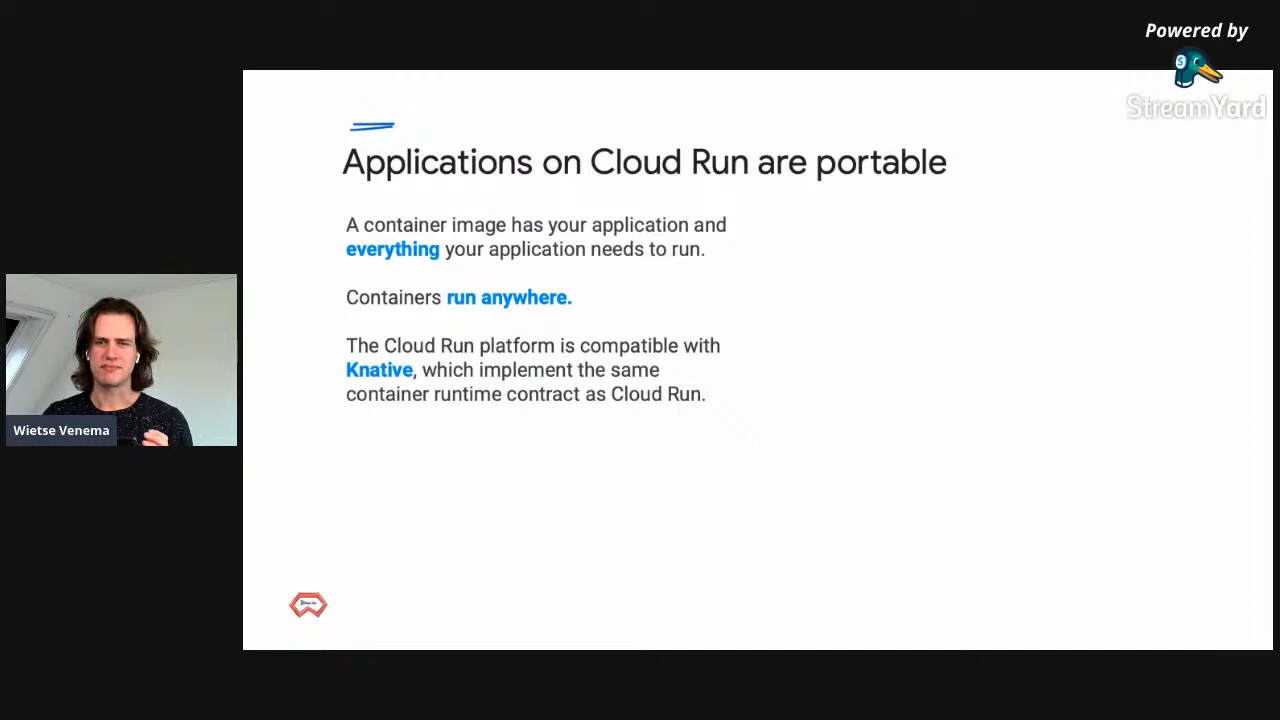 Powered by
StreamYard
Applications on Cloud Run are portable
A container image has your application and
everything your application needs to run.
Containers run anywhere.
The Cloud Run platform is compatible with
Knative, which implement the same
container runtime contract as Cloud Run.
Wietse Venema